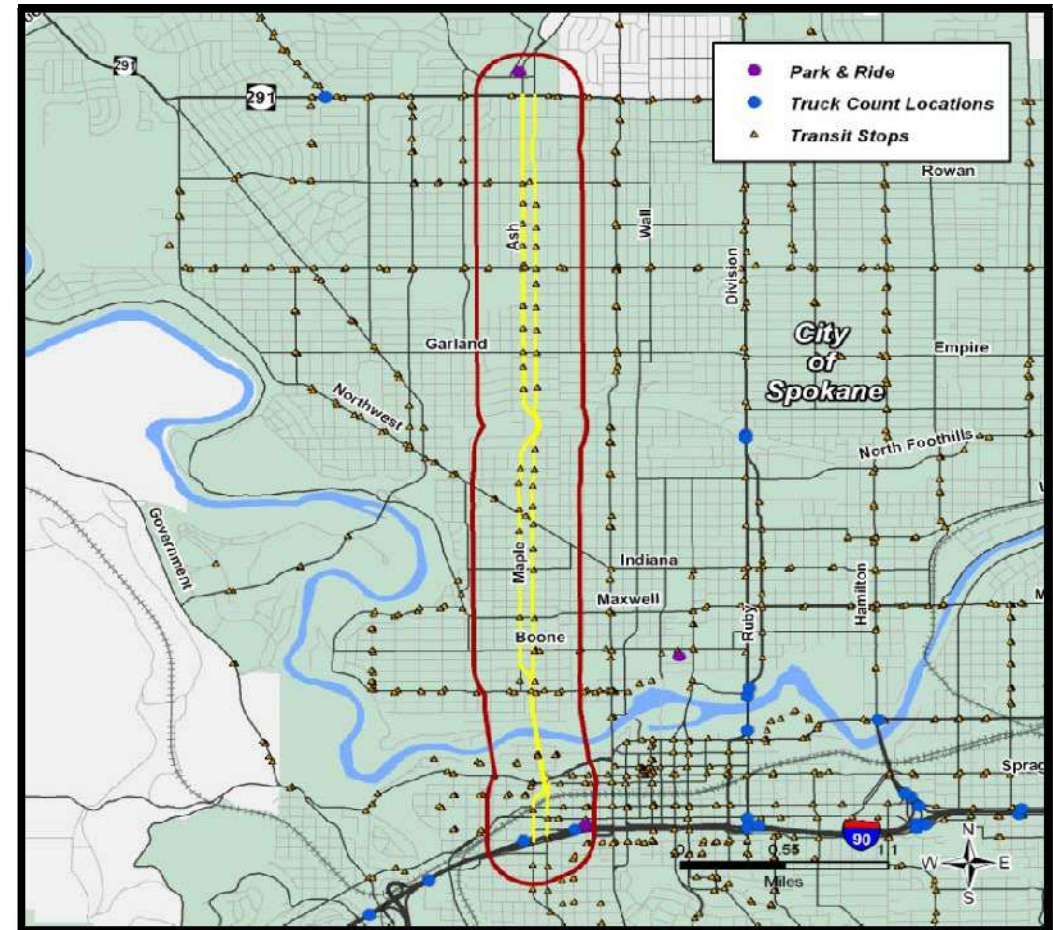 291
291
Park & Ride
Truck Count Locations
Transit Stops
Rowan
Ash
Wall
Division
Garland
City
of
Spokane
Empire
Northwest
North Foothills
Government
Maple
Indiana
Maxwell
Hamilton
Ruby
Boone
Sprag
90
0.55
1.1
Miles
N
W
E
S